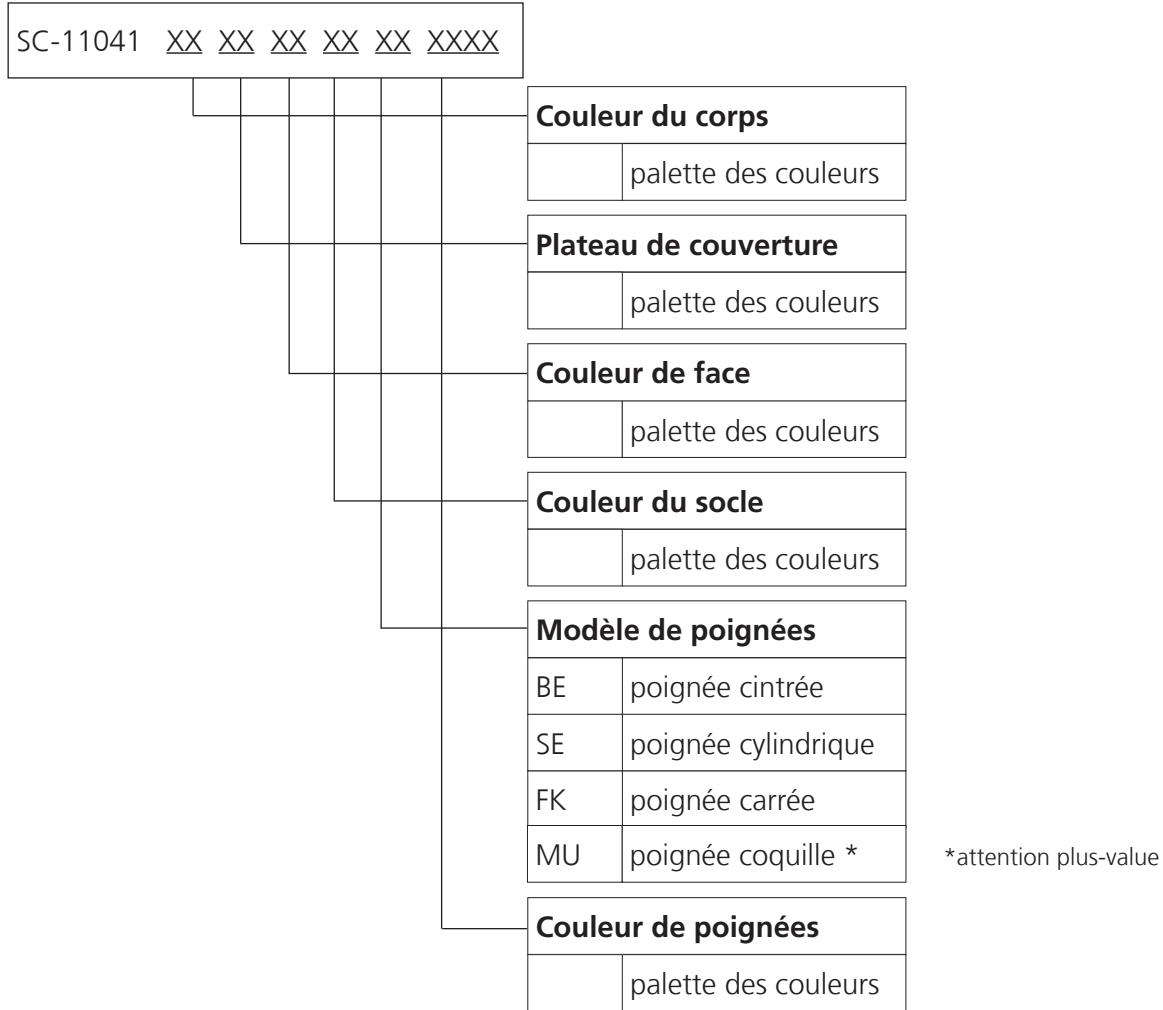 SC-11041 XX XX XX XX XX XXXX
Couleur du corps
palette des couleurs
Plateau de couverture
palette des couleurs
Couleur de face
palette des couleurs
Couleur du socle
palette des couleurs
Modèle de poignées
BE poignée cintrée
SE poignée cylindrique
FK poignée carrée
MU poignée coquille * *attention plus-value
Couleur de poignées
palette des couleurs